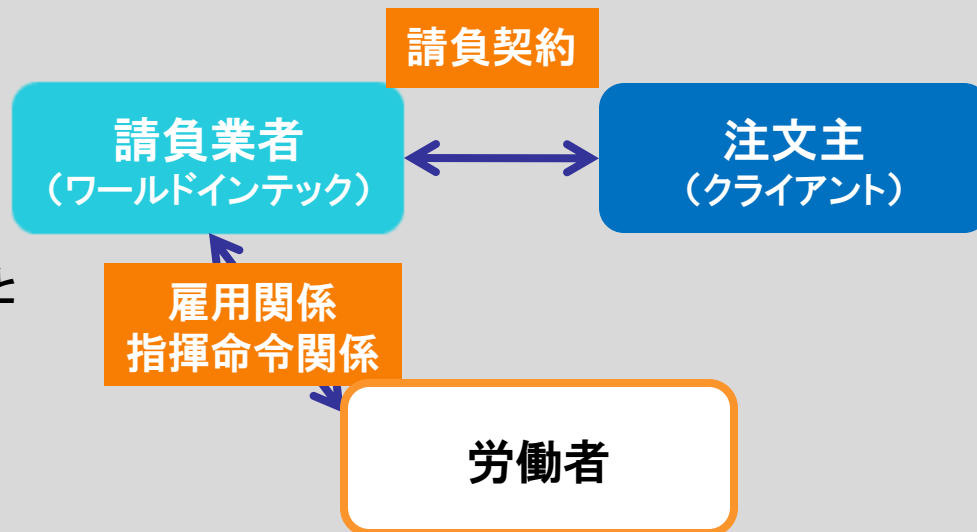 請負契約
請負業者
（ワールドインテック）
注文主
（クライアント）
と
雇用関係
指揮命令関係
労働者